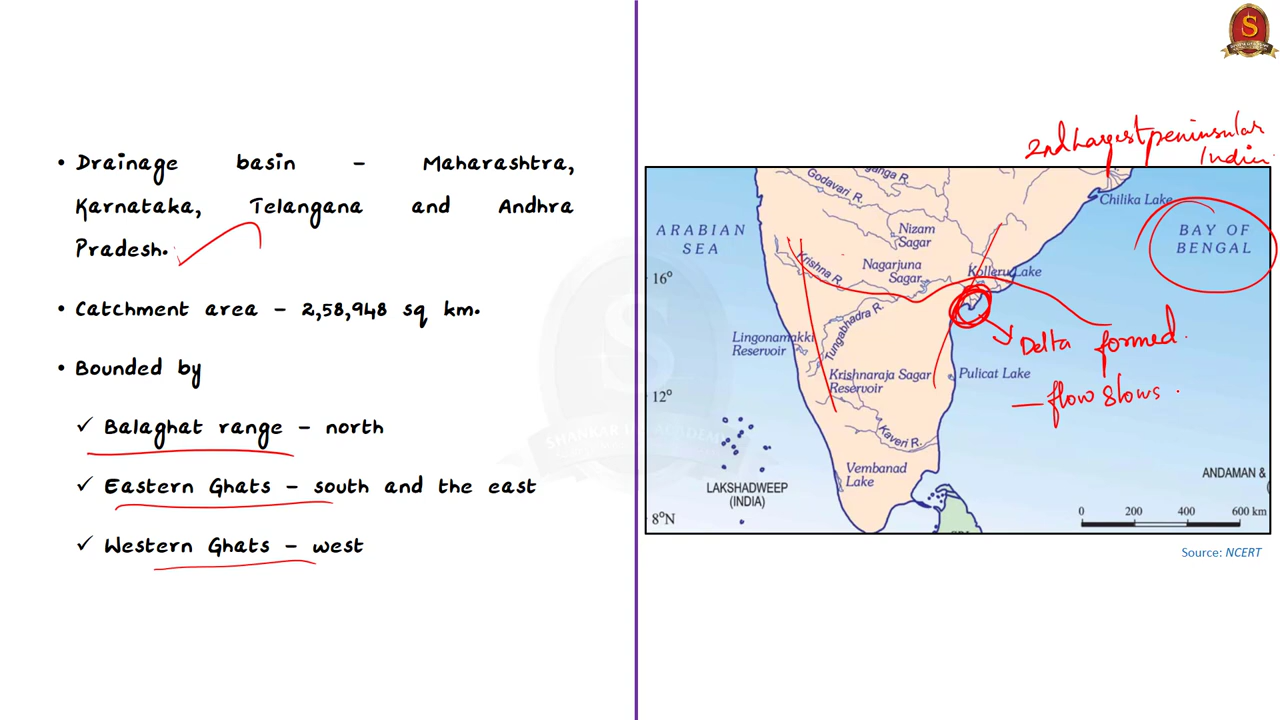 • Drainage basin – Maharashtra,
Karnataka, Telangana and Andhra
Pradesh.
• Catchment area – 2,58,948 sq km.
• Bounded by
✓ Balaghat range – north
✓ Eastern Ghats – south and the east
✓ Western Ghats – west
2nd largest peninsular
India
Godavari R.
Chilika Lake
ARABIAN
SEA
Nizam
Sagar
BAY OF
BENGAL
Krishna R.
Nagarjuna
Sagar
Kolleru Lake
16°
Tungabhadra R.
Lingonamakki
Reservoir
Delta formed.
Krishnaraja Sagar
Reservoir
Pulicat Lake
12°
– flow slows.
Kaveri R.
Vembanad
Lake
LAKSHADWEEP
(INDIA)
ANDAMAN &
8°N
0 200 400 600 km
Source: NCERT